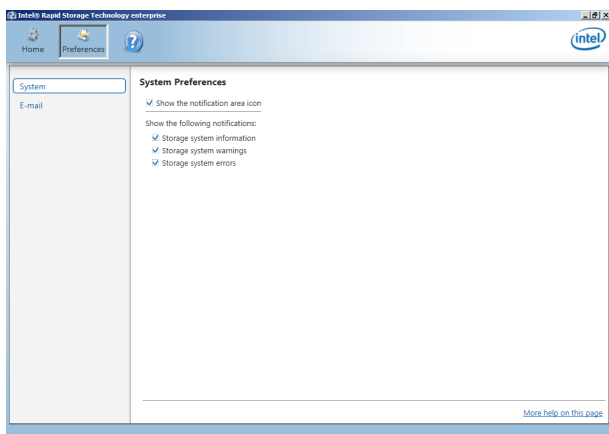 Intel® Rapid Storage Technology enterprise
Home
Preferences
?
intel
System
E-mail
System Preferences
Show the notification area icon
Show the following notifications:
Storage system information
Storage system warnings
Storage system errors
More help on this page